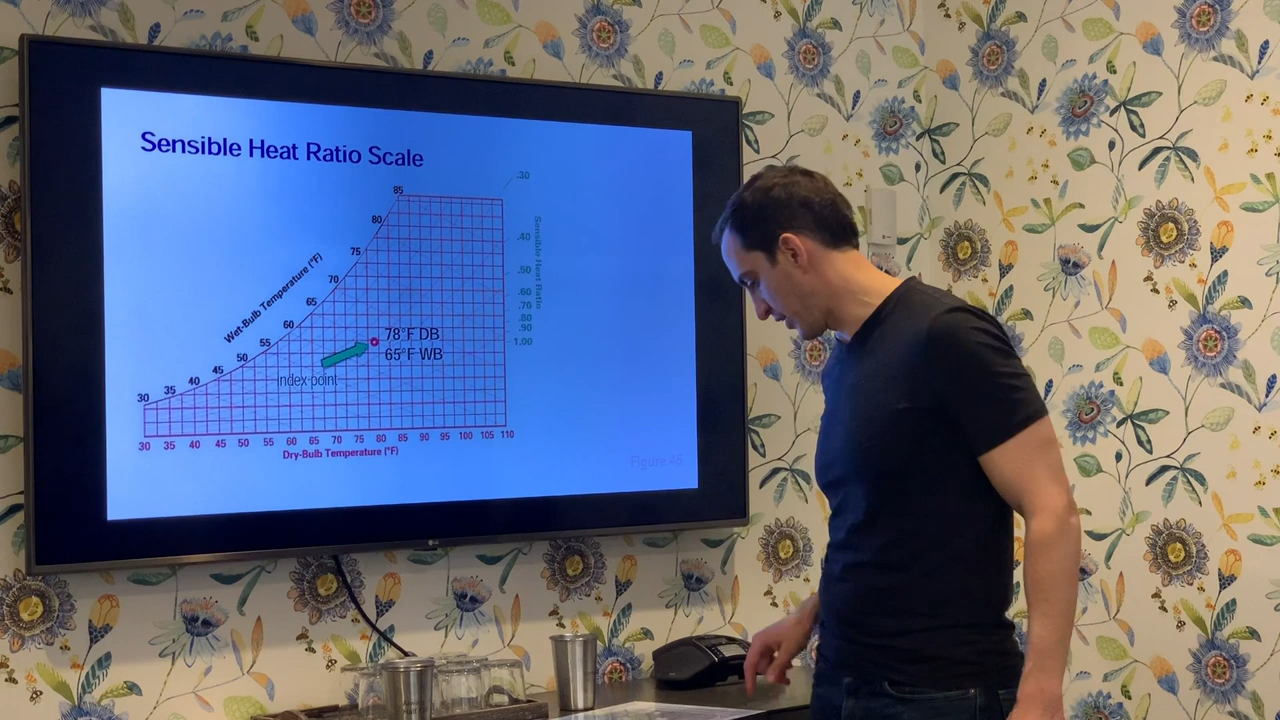 Sensible Heat Ratio Scale
.30
85
80
.40
75
Wet-Bulb Temperature (°F)
Sensible Heat Ratio
70
.50
65
.60
.70
60
.80
.90
78°F DB
55
1.00
65°F WB
50
45
Index-point
40
35
30
30 35 40 45 50 55 60 65 70 75 80 85 90 95 100 105 110
Dry-Bulb Temperature (°F)
Figure 45
LG